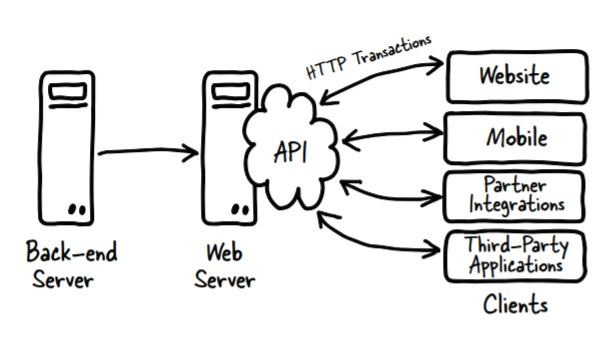 HTTP Transactions
Website
Mobile
API
Partner
Integrations
Third-Party
Applications
Back-end
Server
Web
Server
Clients